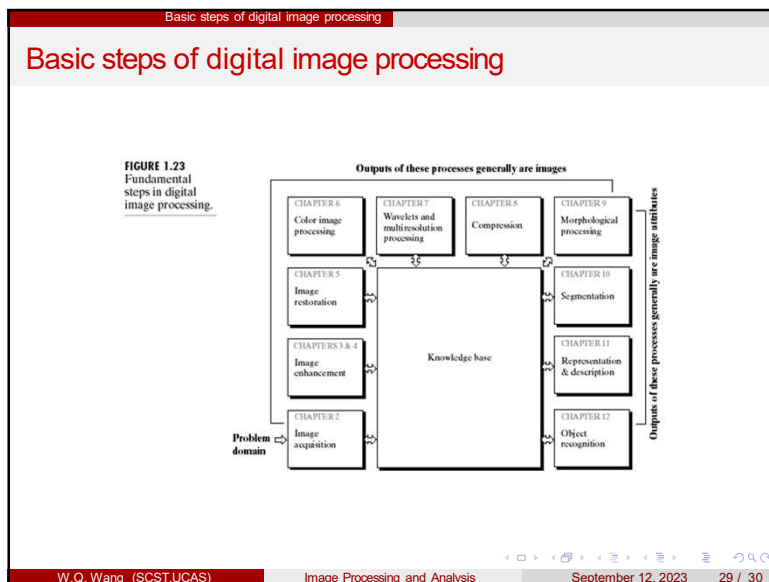 Basic steps of digital image processing
Basic steps of digital image processing
FIGURE 1.23
Fundamental
steps in digital
image processing.
Outputs of these processes generally are images
CHAPTER 6
Color image
processing
CHAPTER 7
Wavelets and
multiresolution
processing
CHAPTER 8
Compression
CHAPTER 9
Morphological
processing
CHAPTER 5
Image
restoration
CHAPTERS 3 & 4
Image
enhancement
CHAPTER 2
Image
acquisition
Problem
domain
Knowledge base
CHAPTER 10
Segmentation
CHAPTER 11
Representation
& description
CHAPTER 12
Object
recognition
Outputs of these processes generally are image attributes
W.Q. Wang (SCST,UCAS)
Image Processing and Analysis
September 12, 2023
29 / 30